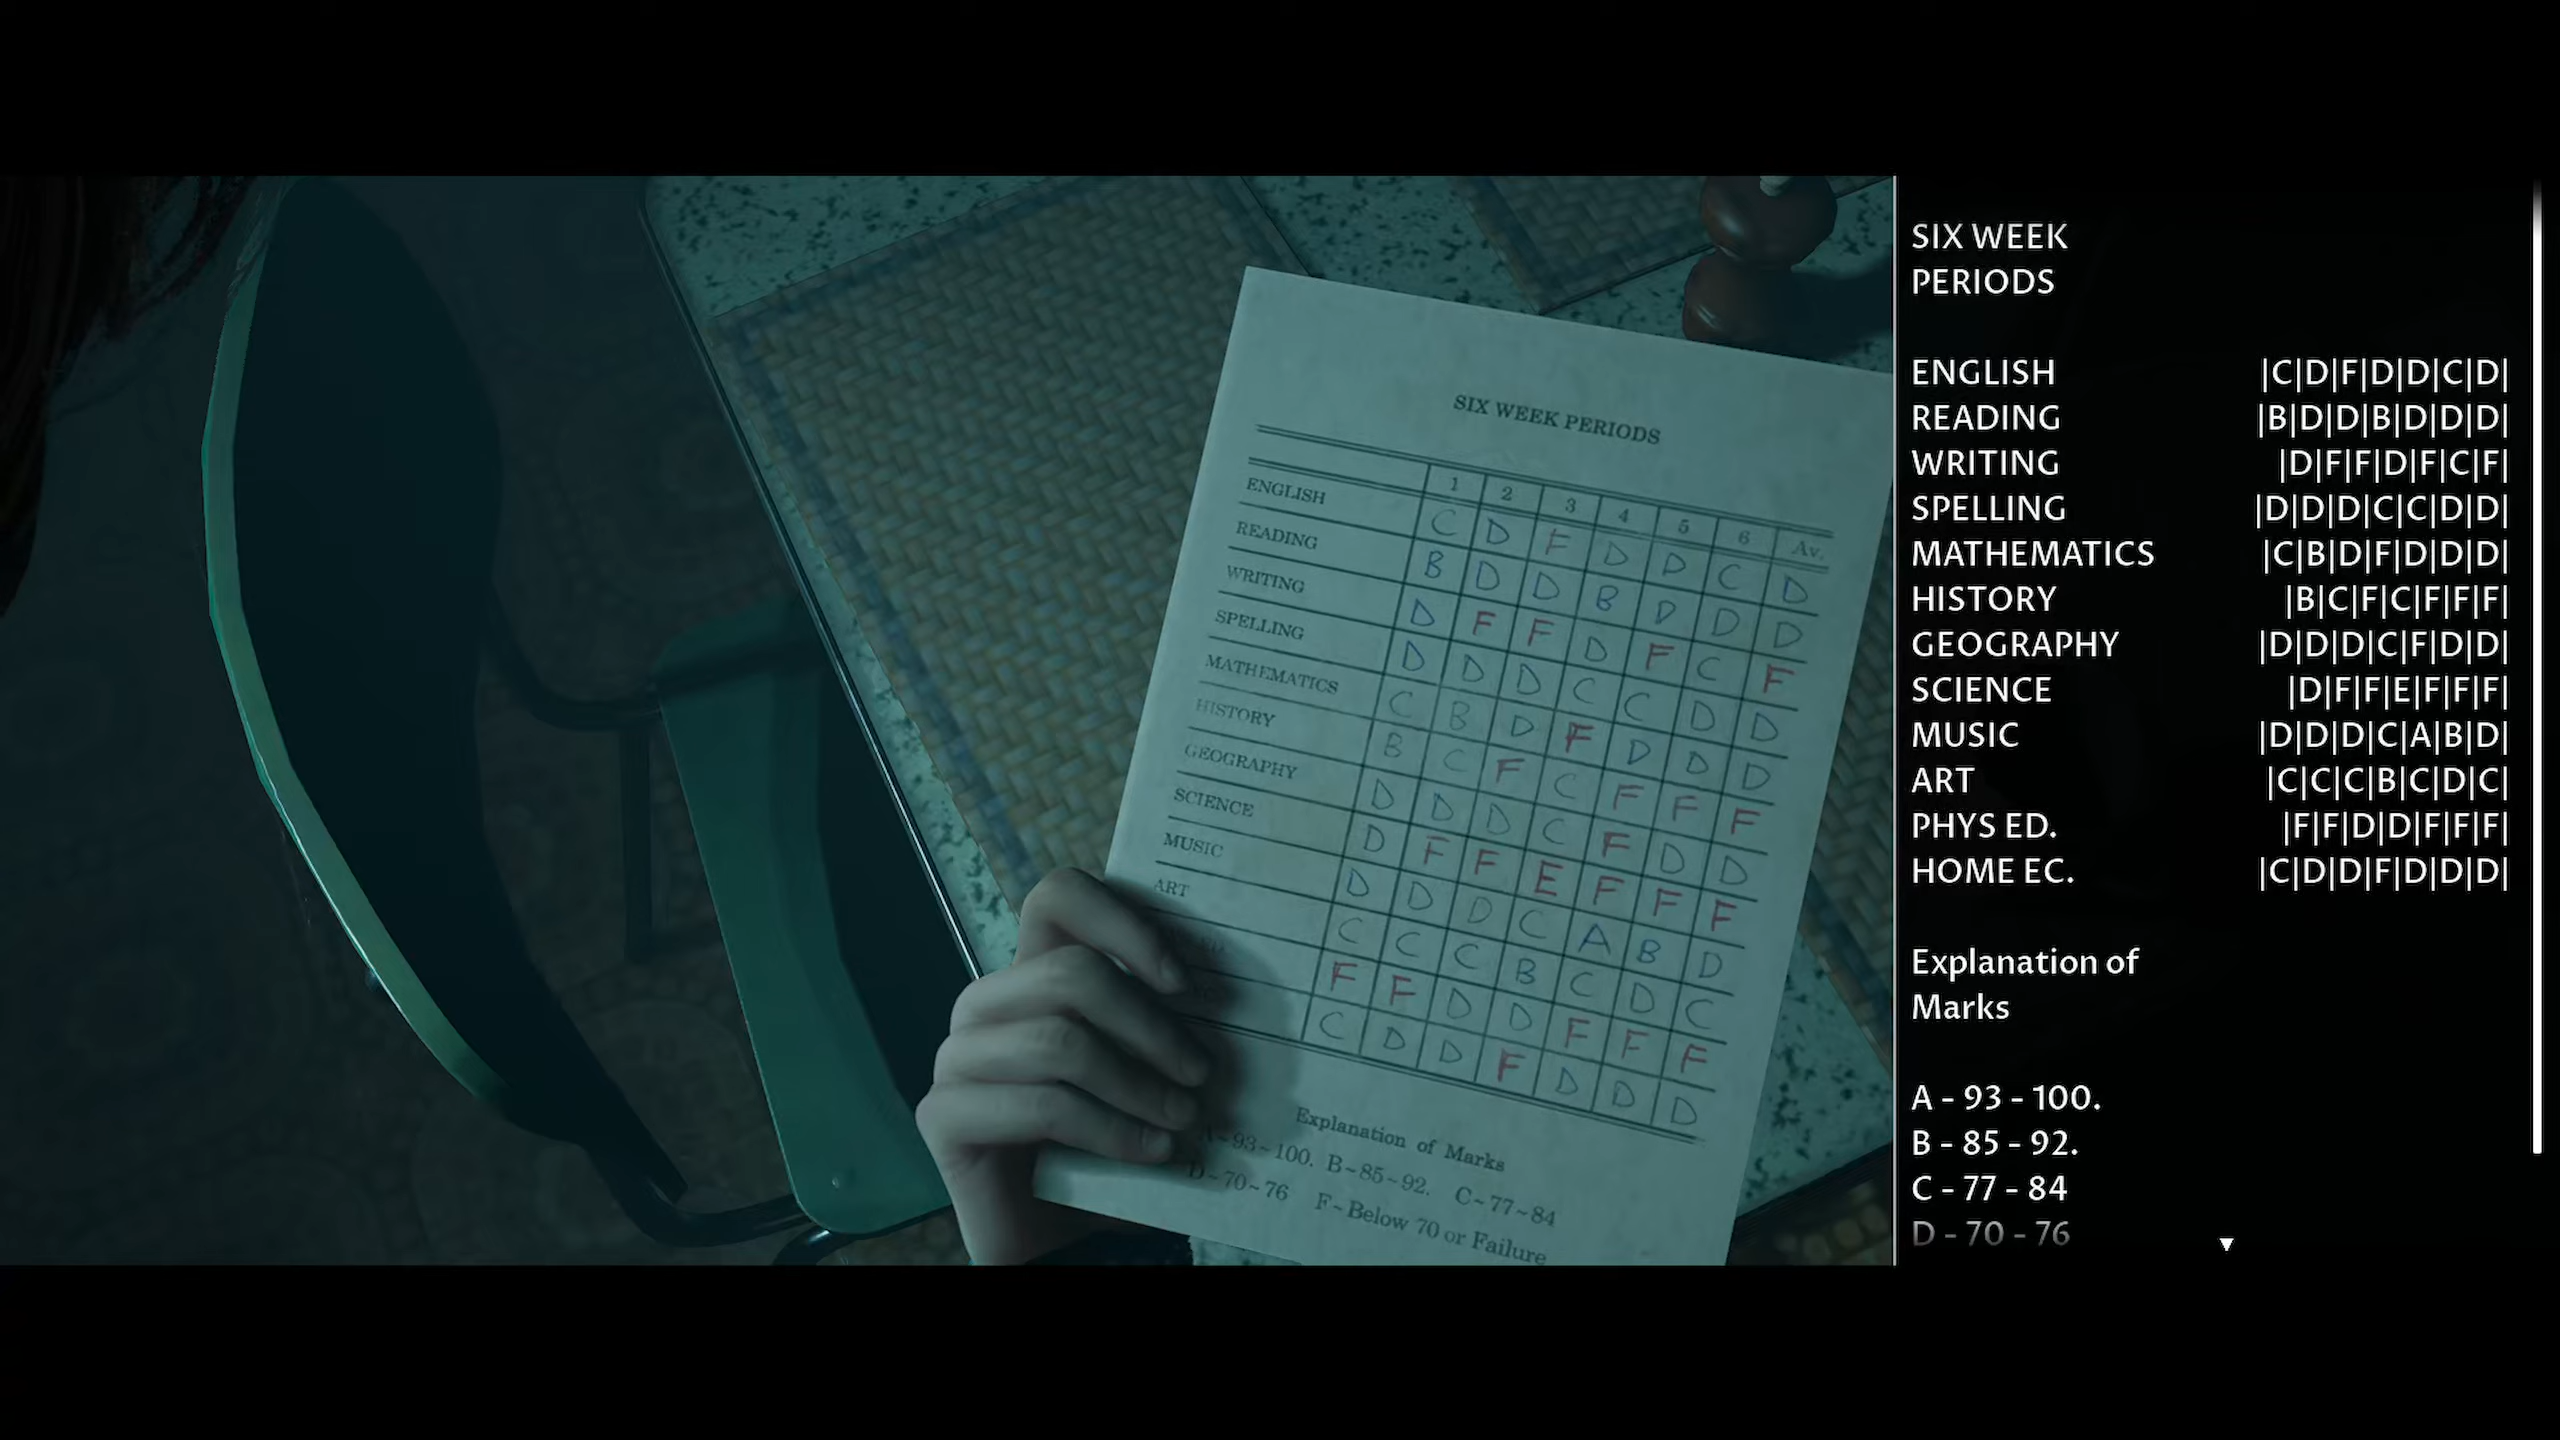 SIX WEEK PERIODS
1 2 3 4 5 6 Av.
ENGLISH C D F D D C D
READING B D D B D D D
WRITING D F F D F C F
SPELLING D D D C C D D
MATHEMATICS C B D F D D D
HISTORY B C F C F F F
GEOGRAPHY D D D C F D D
SCIENCE D F F E F F F
MUSIC D D D C A B D
ART C C C B C D C
F F D D F F F
C D D F D D D
Explanation of Marks
A~93~100. B~85~92. C~77~84
D~70~76 F~Below 70 or Failure
SIX WEEK
PERIODS
ENGLISH |C|D|F|D|D|C|D|
READING |B|D|D|B|D|D|D|
WRITING |D|F|F|D|F|C|F|
SPELLING |D|D|D|C|C|D|D|
MATHEMATICS |C|B|D|F|D|D|D|
HISTORY |B|C|F|C|F|F|F|
GEOGRAPHY |D|D|D|C|F|D|D|
SCIENCE |D|F|F|E|F|F|F|
MUSIC |D|D|D|C|A|B|D|
ART |C|C|C|B|C|D|C|
PHYS ED. |F|F|D|D|F|F|F|
HOME EC. |C|D|D|F|D|D|D|
Explanation of
Marks
A - 93 - 100.
B - 85 - 92.
C - 77 - 84
D - 70 - 76